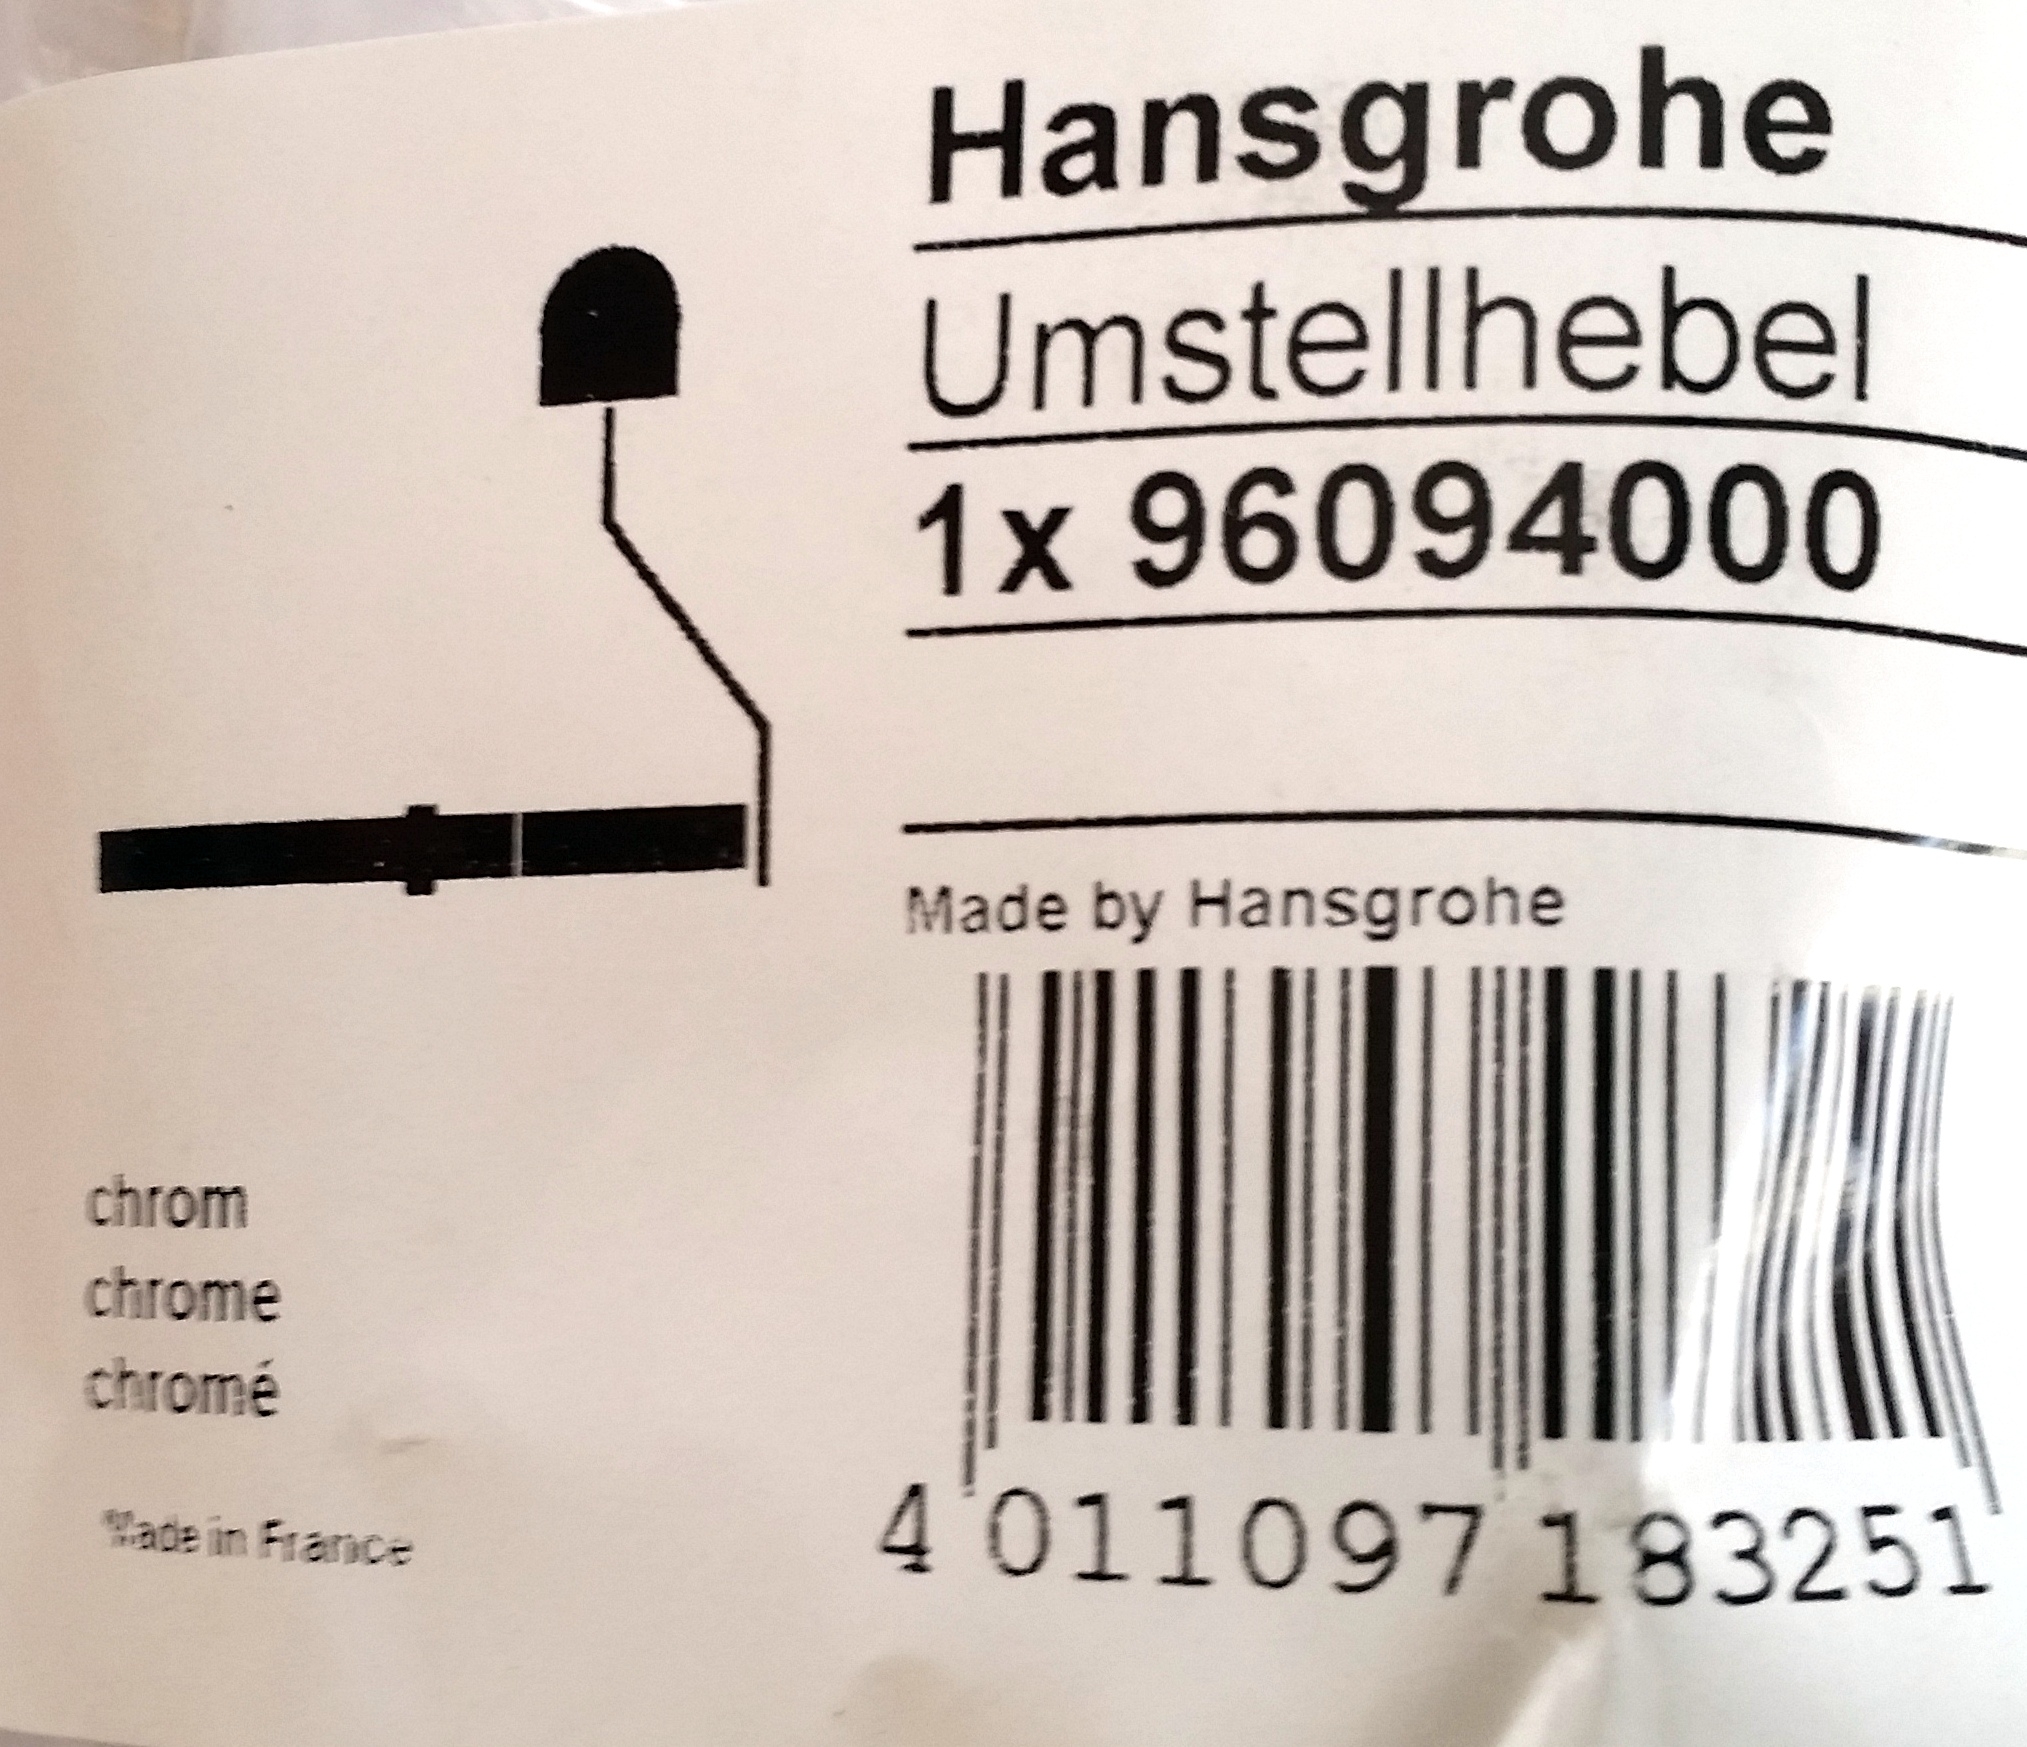 Hansgrohe
Umstellhebel
1x 96094000
Made by Hansgrohe
4 011097 183251
chrom
chrome
chromé
Made in France